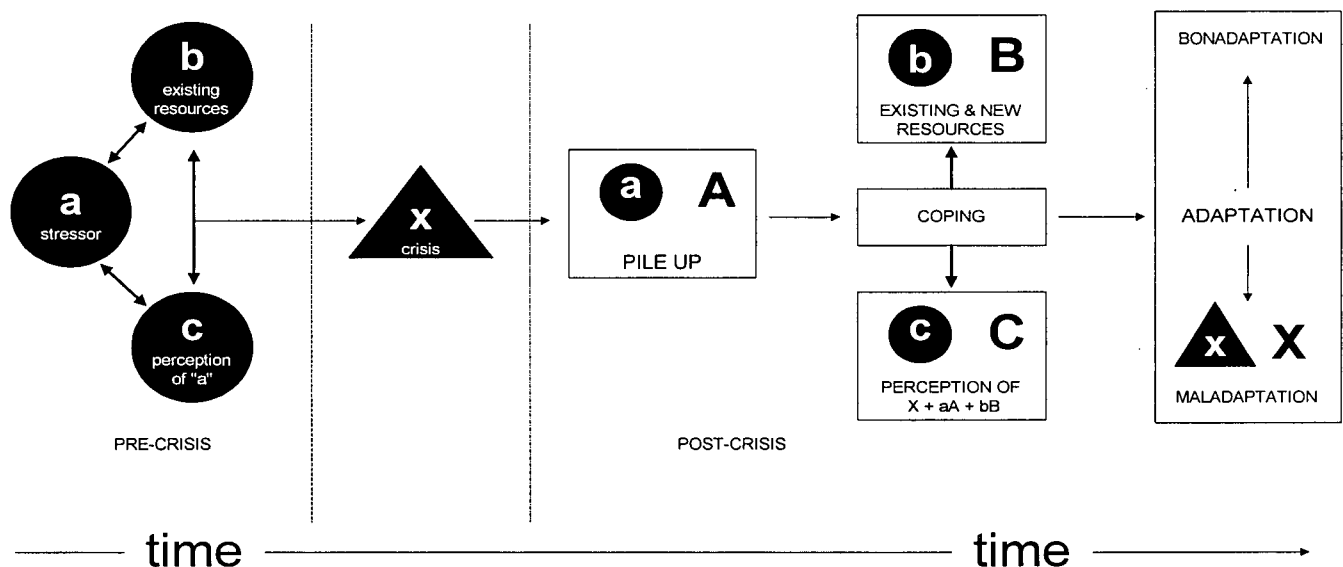 b
existing
resources
a
stressor
c
perception
of "a"
PRE-CRISIS
x
crisis
a A
PILE UP
b B
EXISTING & NEW
RESOURCES
COPING
c C
PERCEPTION OF
X + aA + bB
POST-CRISIS
BONADAPTATION
ADAPTATION
x X
MALADAPTATION
time
time